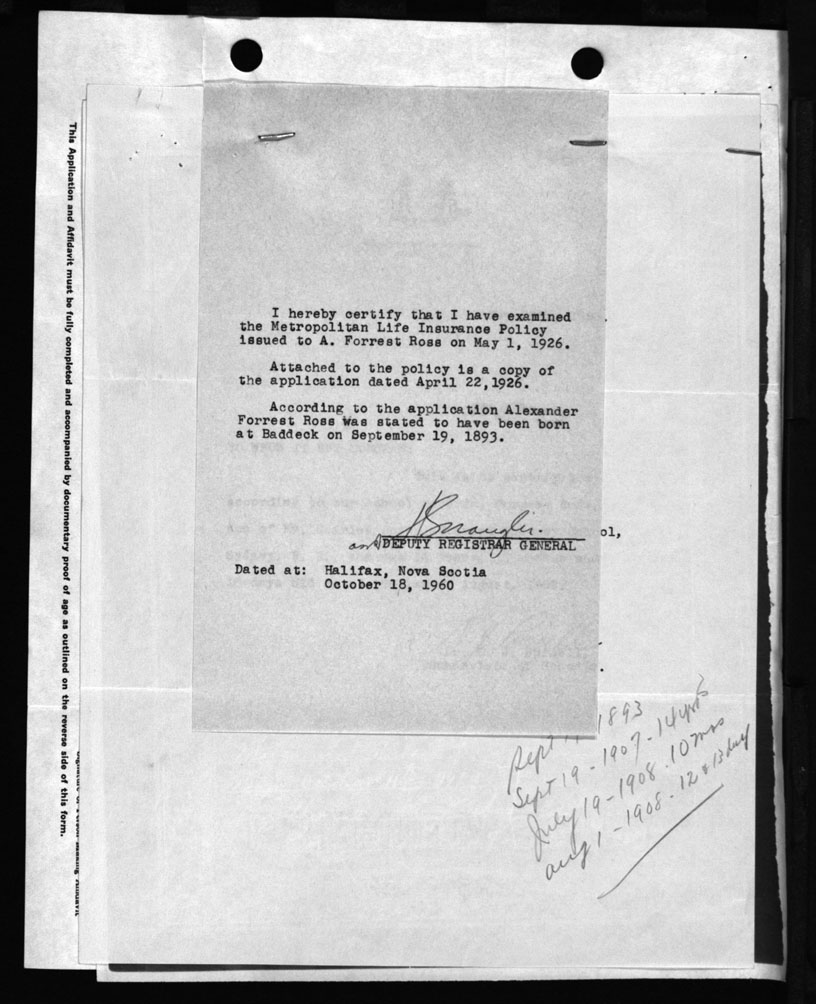 This Application and Affidavit must be fully completed and accompanied by documentary proof of age as outlined on the reverse side of this form.
I hereby certify that I have examined
the Metropolitan Life Insurance Policy
issued to A. Forrest Ross on May 1, 1926.
Attached to the policy is a copy of
the application dated April 22,1926.
According to the application Alexander
Forrest Ross was stated to have been born
at Baddeck on September 19, 1893.
ol,
DEPUTY REGISTRAR GENERAL
Dated at: Halifax, Nova Scotia
October 18, 1960
Sept 1893
Sept 19 - 1907 - 14 yrs
July 19 - 1908 . 10 mos
Aug 1 - 1908 . 12 & 13 days